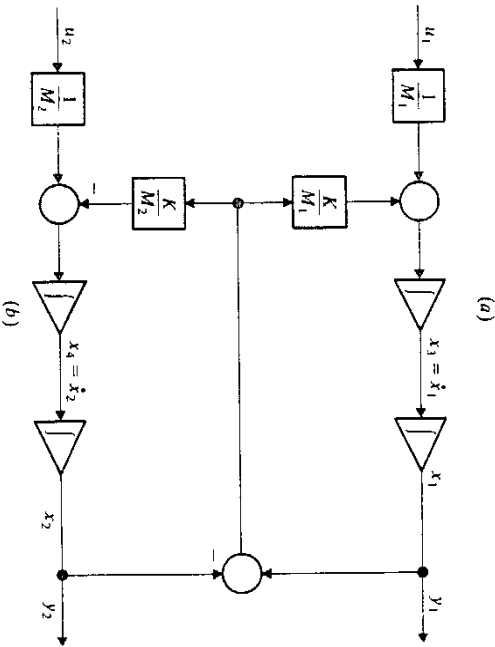 (a)
u₁
1
M₁
x₃ = ẋ₁
x₁
y₁
K
M₁
K
M₂
−
−
u₂
1
M₂
x₄ = ẋ₂
x₂
y₂
(b)